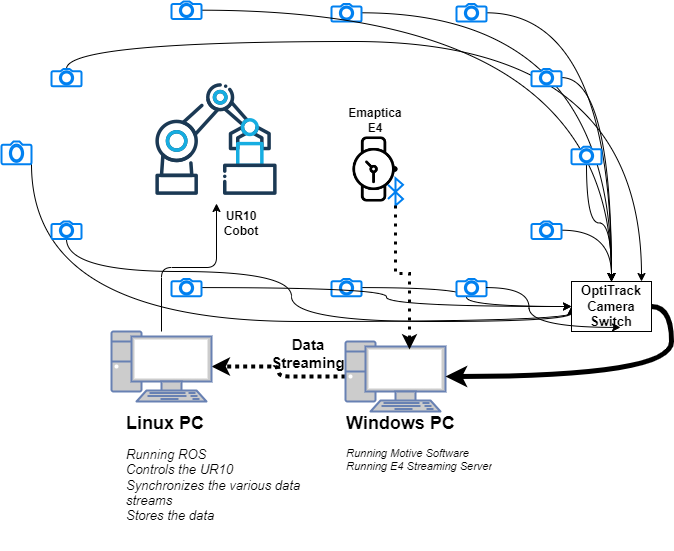 Emaptica
E4
UR10
Cobot
OptiTrack
Camera
Switch
Data
Streaming
Linux PC
Windows PC
Running ROS
Controls the UR10
Synchronizes the various data
streams
Stores the data
Running Motive Software
Running E4 Streaming Server